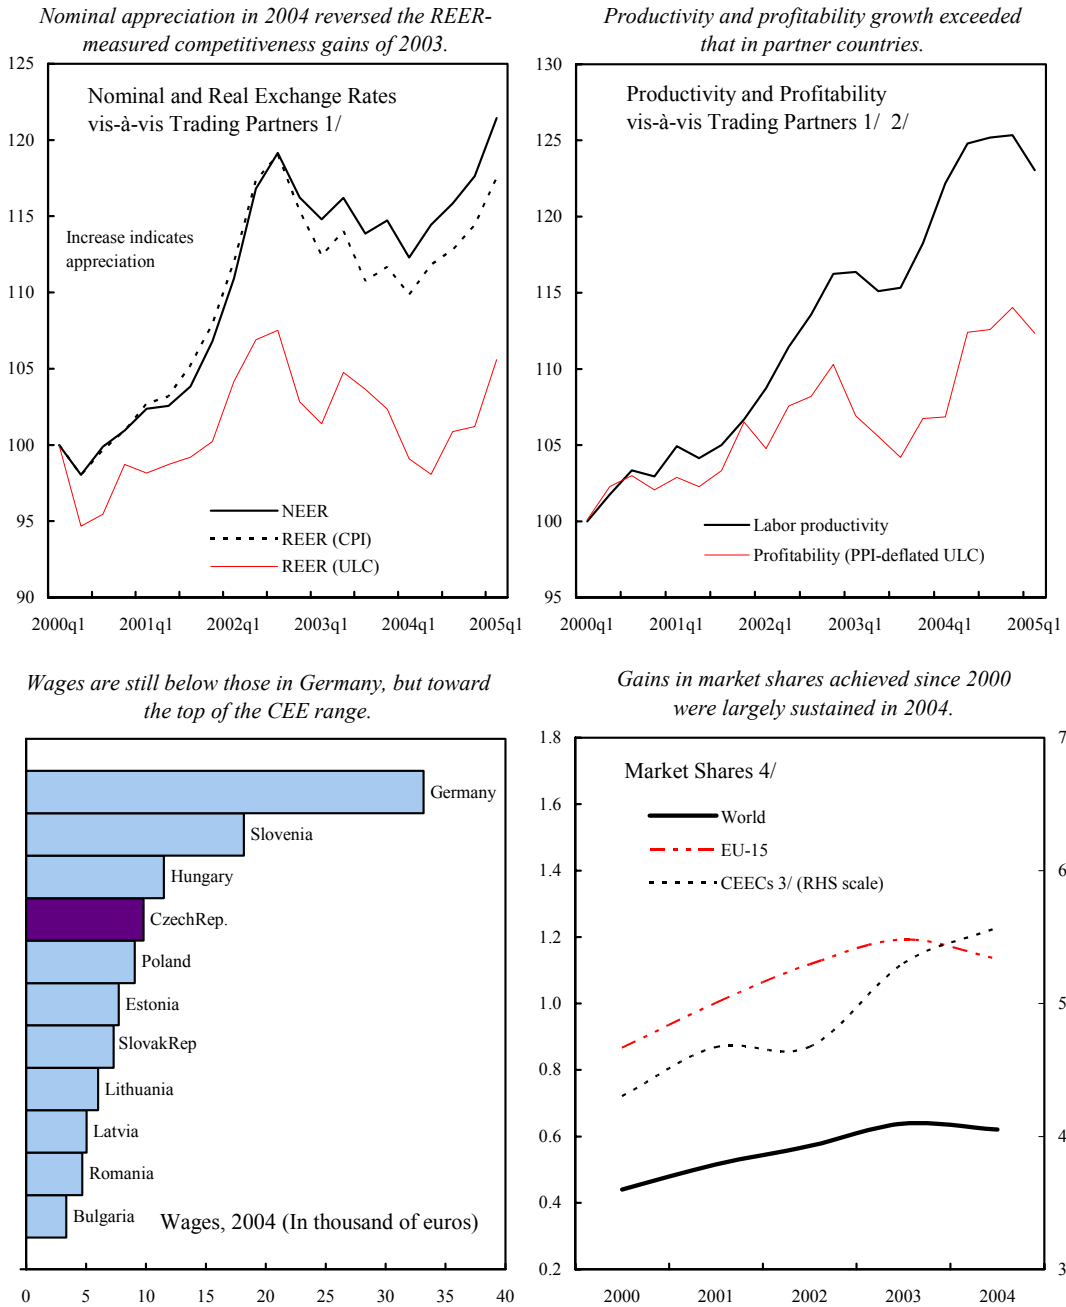 Nominal appreciation in 2004 reversed the REER-
measured competitiveness gains of 2003.
125
120
115
110
105
100
95
90
Nominal and Real Exchange Rates
vis-à-vis Trading Partners 1/
Increase indicates
appreciation
NEER
REER (CPI)
REER (ULC)
2000q1 2001q1 2002q1 2003q1 2004q1 2005q1
Productivity and profitability growth exceeded
that in partner countries.
130
125
120
115
110
105
100
95
Productivity and Profitability
vis-à-vis Trading Partners 1/ 2/
Labor productivity
Profitability (PPI-deflated ULC)
2000q1 2001q1 2002q1 2003q1 2004q1 2005q1
Wages are still below those in Germany, but toward
the top of the CEE range.
Germany
Slovenia
Hungary
CzechRep.
Poland
Estonia
SlovakRep
Lithuania
Latvia
Romania
Bulgaria
Wages, 2004 (In thousand of euros)
0 5 10 15 20 25 30 35 40
Gains in market shares achieved since 2000
were largely sustained in 2004.
1.8
1.6
1.4
1.2
1.0
0.8
0.6
0.4
0.2
Market Shares 4/
World
EU-15
CEECs 3/ (RHS scale)
7
6
5
4
3
2000 2001 2002 2003 2004